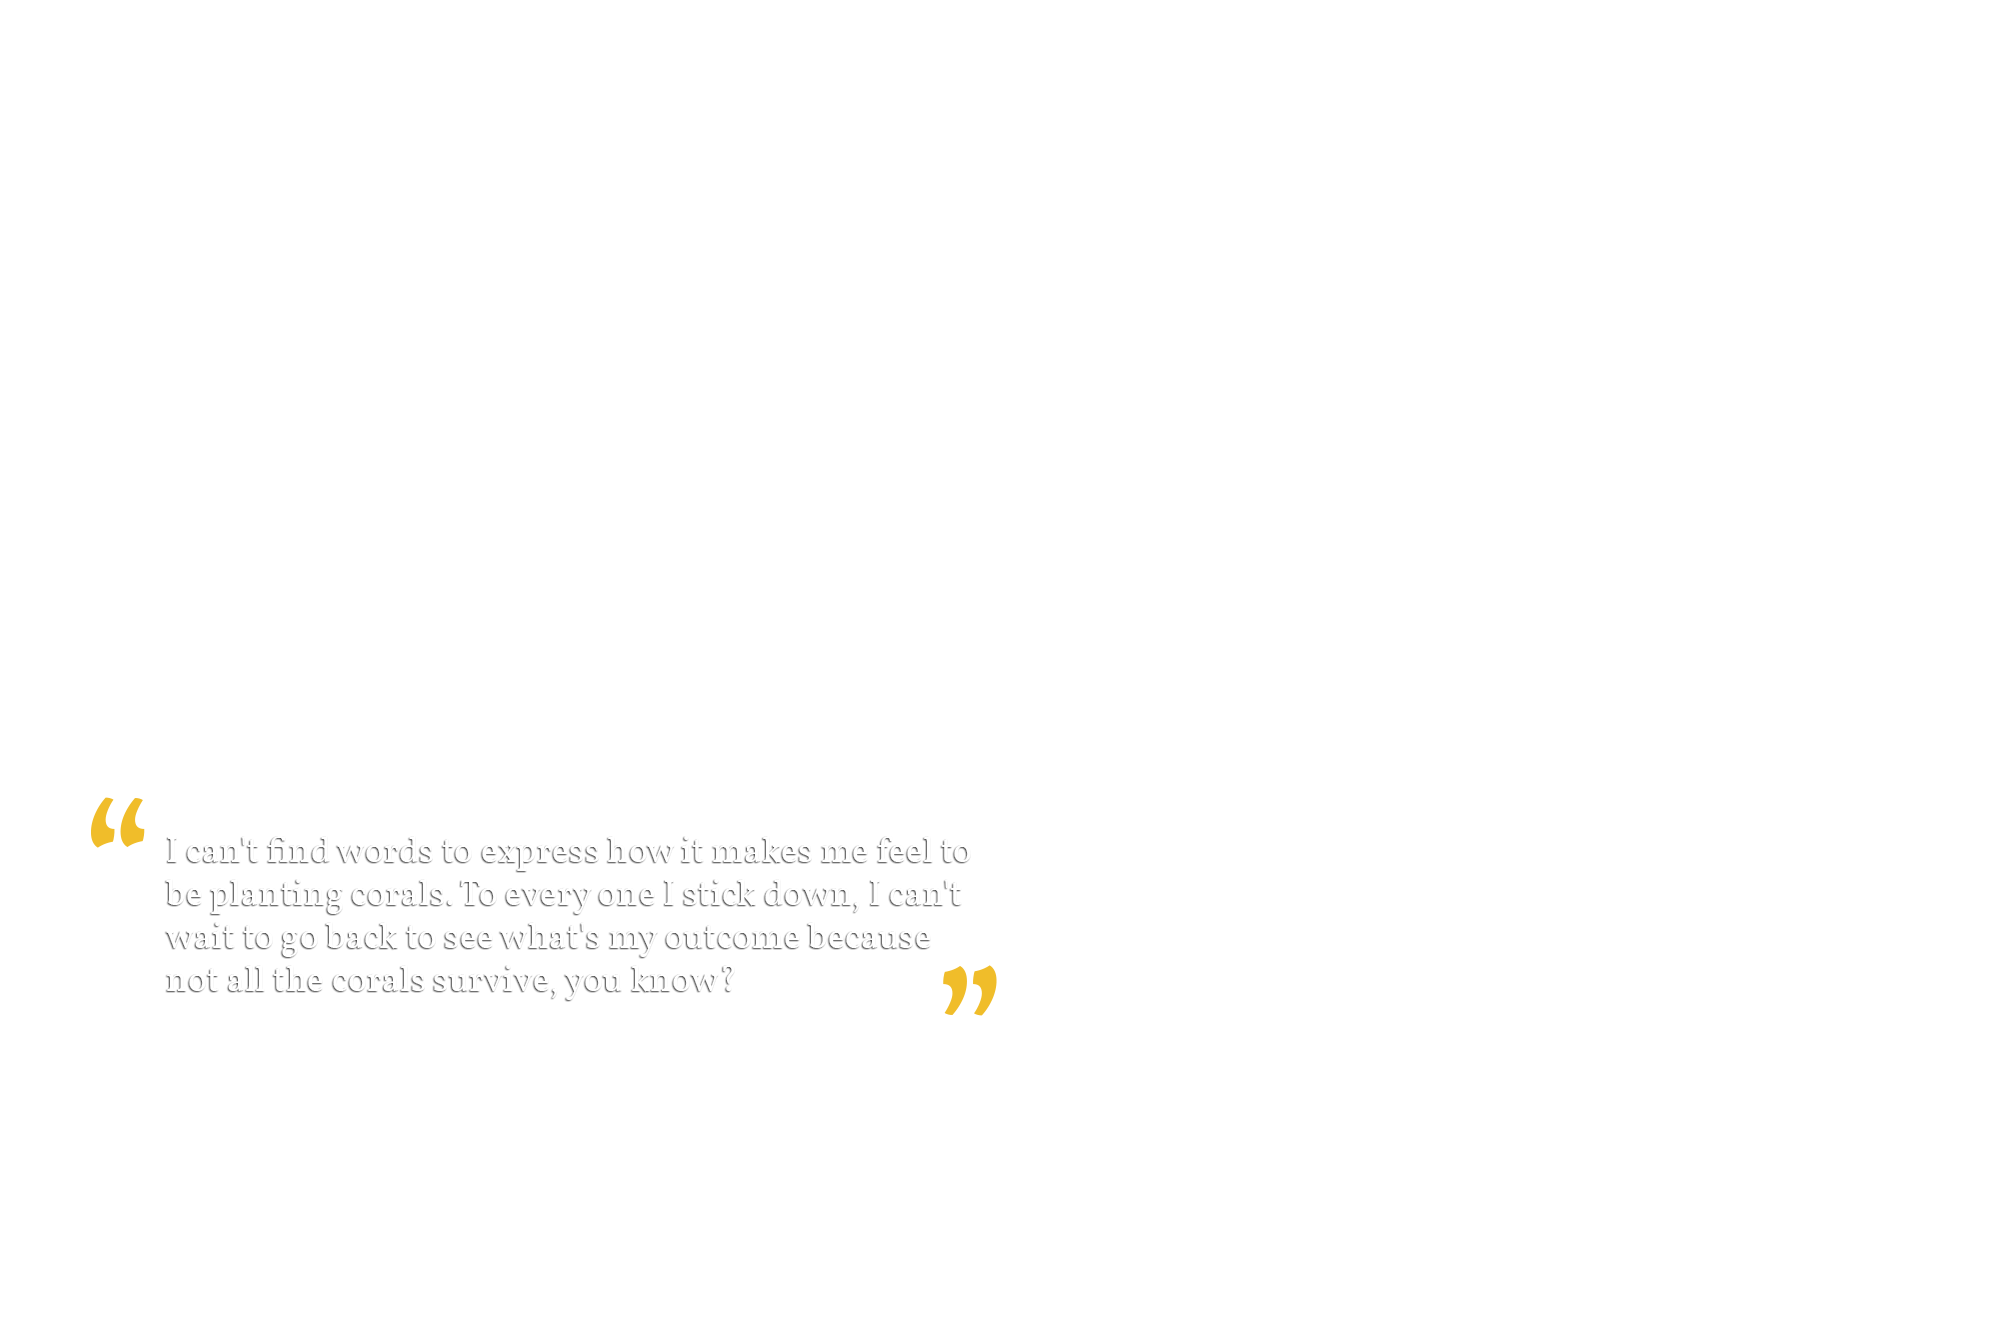 “ I can't find words to express how it makes me feel to
be planting corals. To every one I stick down, I can't
wait to go back to see what's my outcome because
not all the corals survive, you know? ”